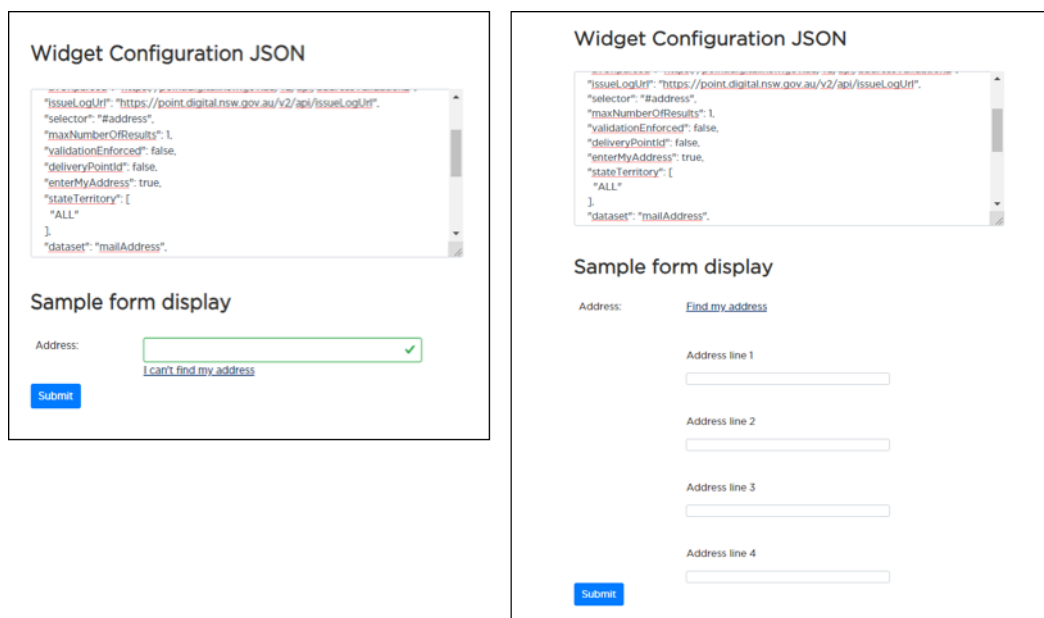 Widget Configuration JSON
"issueLogUrl": "https://point.digital.nsw.gov.au/v2/api/issueLogUrl",
"selector": "#address",
"maxNumberOfResults": 1,
"validationEnforced": false,
"deliveryPointId": false,
"enterMyAddress": true,
"stateTerritory": [
"ALL"
],
"dataset": "mailAddress",
Sample form display
Address:
I can't find my address
Submit
Widget Configuration JSON
"issueLogUrl": "https://point.digital.nsw.gov.au/v2/api/issueLogUrl",
"selector": "#address",
"maxNumberOfResults": 1,
"validationEnforced": false,
"deliveryPointId": false,
"enterMyAddress": true,
"stateTerritory": [
"ALL"
],
"dataset": "mailAddress",
Sample form display
Address: Find my address
Address line 1
Address line 2
Address line 3
Address line 4
Submit